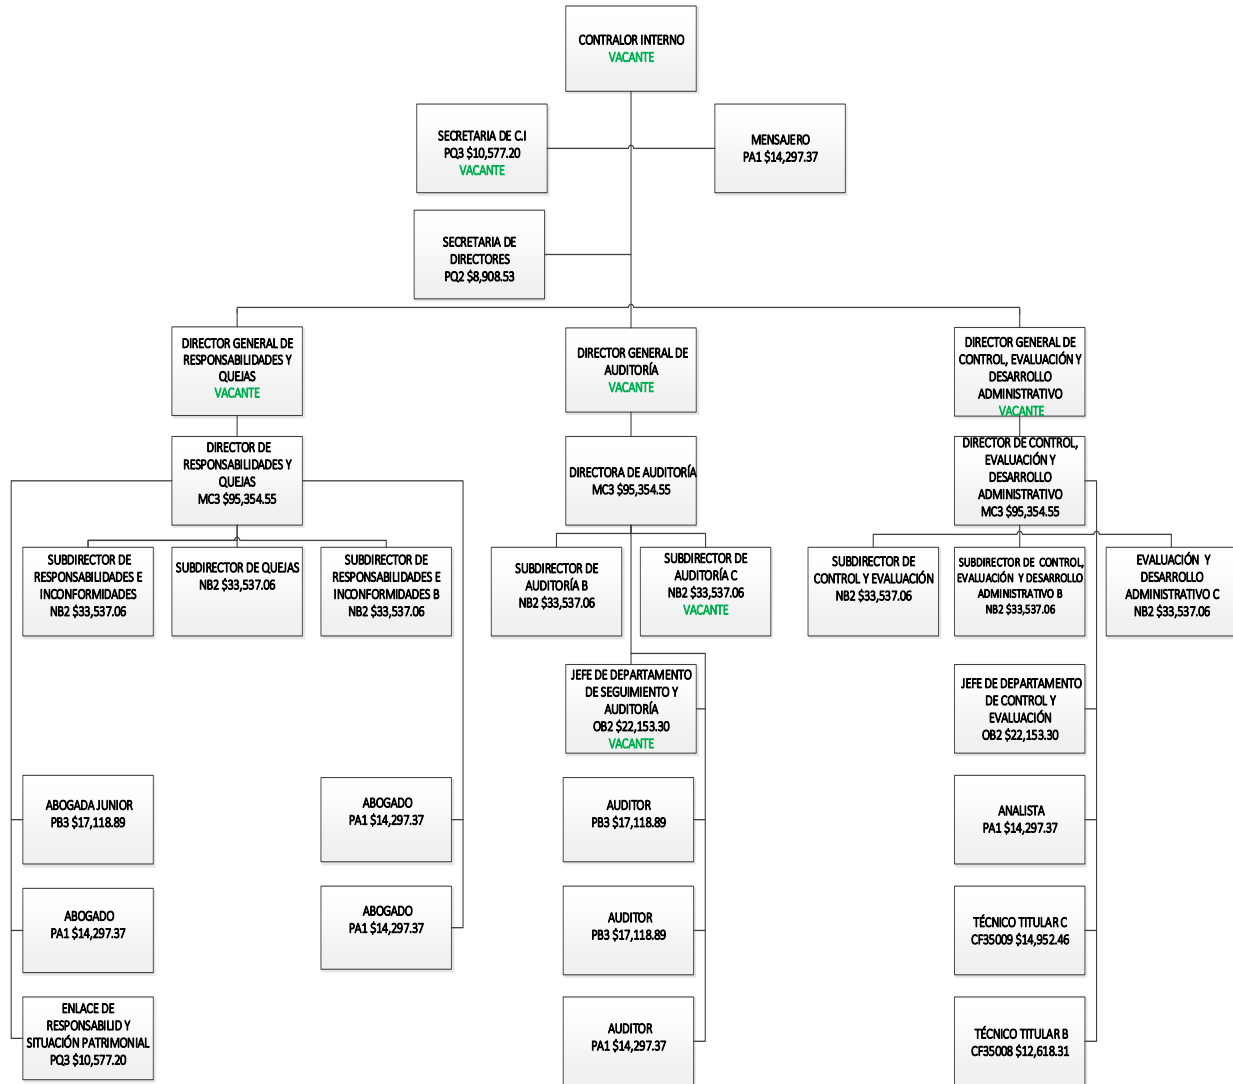 CONTRALOR INTERNO
VACANTE
SECRETARIA DE C.I
PQ3 $10,577.20
VACANTE
MENSAJERO
PA1 $14,297.37
SECRETARIA DE
DIRECTORES
PQ2 $8,908.53
DIRECTOR GENERAL DE
RESPONSABILIDADES Y
QUEJAS
VACANTE
DIRECTOR GENERAL DE
AUDITORÍA
VACANTE
DIRECTOR GENERAL DE
CONTROL, EVALUACIÓN Y
DESARROLLO
ADMINISTRATIVO
VACANTE
DIRECTOR DE
RESPONSABILIDADES Y
QUEJAS
MC3 $95,354.55
DIRECTORA DE AUDITORÍA
MC3 $95,354.55
DIRECTOR DE CONTROL,
EVALUACIÓN Y
DESARROLLO
ADMINISTRATIVO
MC3 $95,354.55
SUBDIRECTOR DE
RESPONSABILIDADES E
INCONFORMIDADES
NB2 $33,537.06
SUBDIRECTOR DE QUEJAS
NB2 $33,537.06
SUBDIRECTOR DE
RESPONSABILIDADES E
INCONFORMIDADES B
NB2 $33,537.06
SUBDIRECTOR DE
AUDITORÍA B
NB2 $33,537.06
SUBDIRECTOR DE
AUDITORÍA C
NB2 $33,537.06
VACANTE
SUBDIRECTOR DE
CONTROL Y EVALUACIÓN
NB2 $33,537.06
SUBDIRECTOR DE CONTROL,
EVALUACIÓN Y DESARROLLO
ADMINISTRATIVO B
NB2 $33,537.06
EVALUACIÓN Y
DESARROLLO
ADMINISTRATIVO C
NB2 $33,537.06
JEFE DE DEPARTAMENTO
DE SEGUIMIENTO Y
AUDITORÍA
OB2 $22,153.30
VACANTE
JEFE DE DEPARTAMENTO
DE CONTROL Y
EVALUACIÓN
OB2 $22,153.30
ABOGADA JUNIOR
PB3 $17,118.89
ABOGADO
PA1 $14,297.37
AUDITOR
PB3 $17,118.89
ANALISTA
PA1 $14,297.37
ABOGADO
PA1 $14,297.37
ABOGADO
PA1 $14,297.37
AUDITOR
PB3 $17,118.89
TÉCNICO TITULAR C
CF35009 $14,952.46
ENLACE DE
RESPONSABILID Y
SITUACIÓN PATRIMONIAL
PQ3 $10,577.20
AUDITOR
PA1 $14,297.37
TÉCNICO TITULAR B
CF35008 $12,618.31